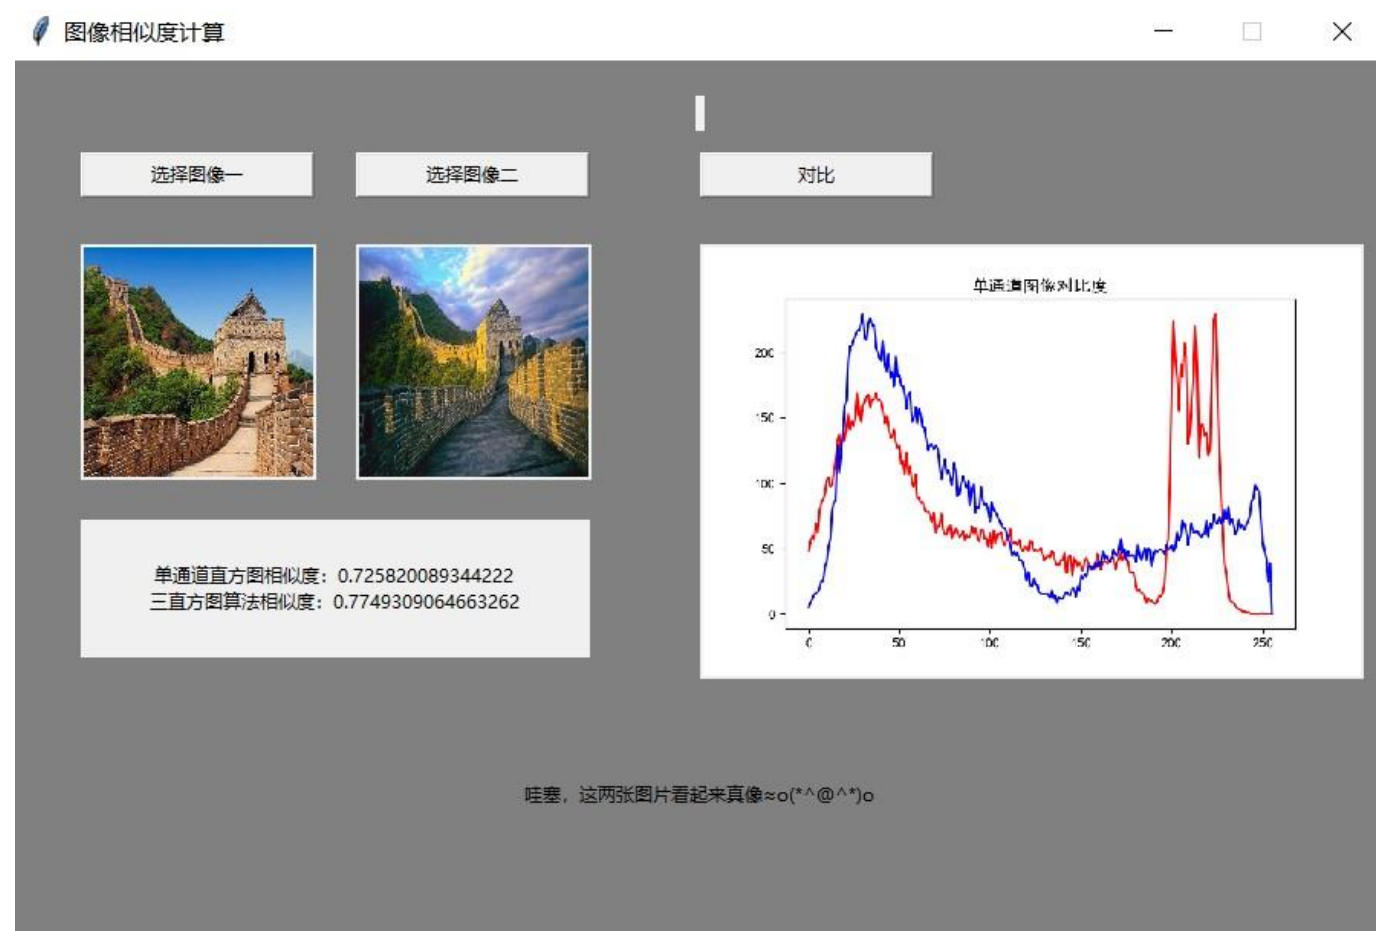 图像相似度计算
选择图像一
选择图像二
对比
单通道图像对比度
200
150
100
50
0
0
50
100
150
200
250
单通道直方图相似度：0.725820089344222
三直方图算法相似度：0.7749309064663262
哇塞，这两张图片看起来真像≈o(*^@^*)o